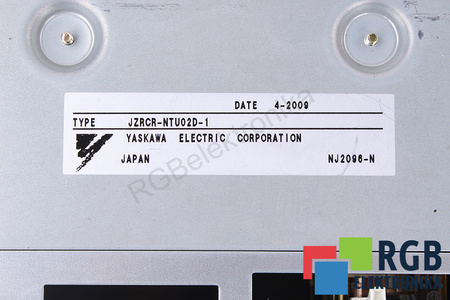 DATE 4-2009
TYPE JZRCR-NTU02D-1
YASKAWA ELECTRIC CORPORATION
JAPAN NJ2096-N
RGBelektronika
RGB
ELEKTRONIKA